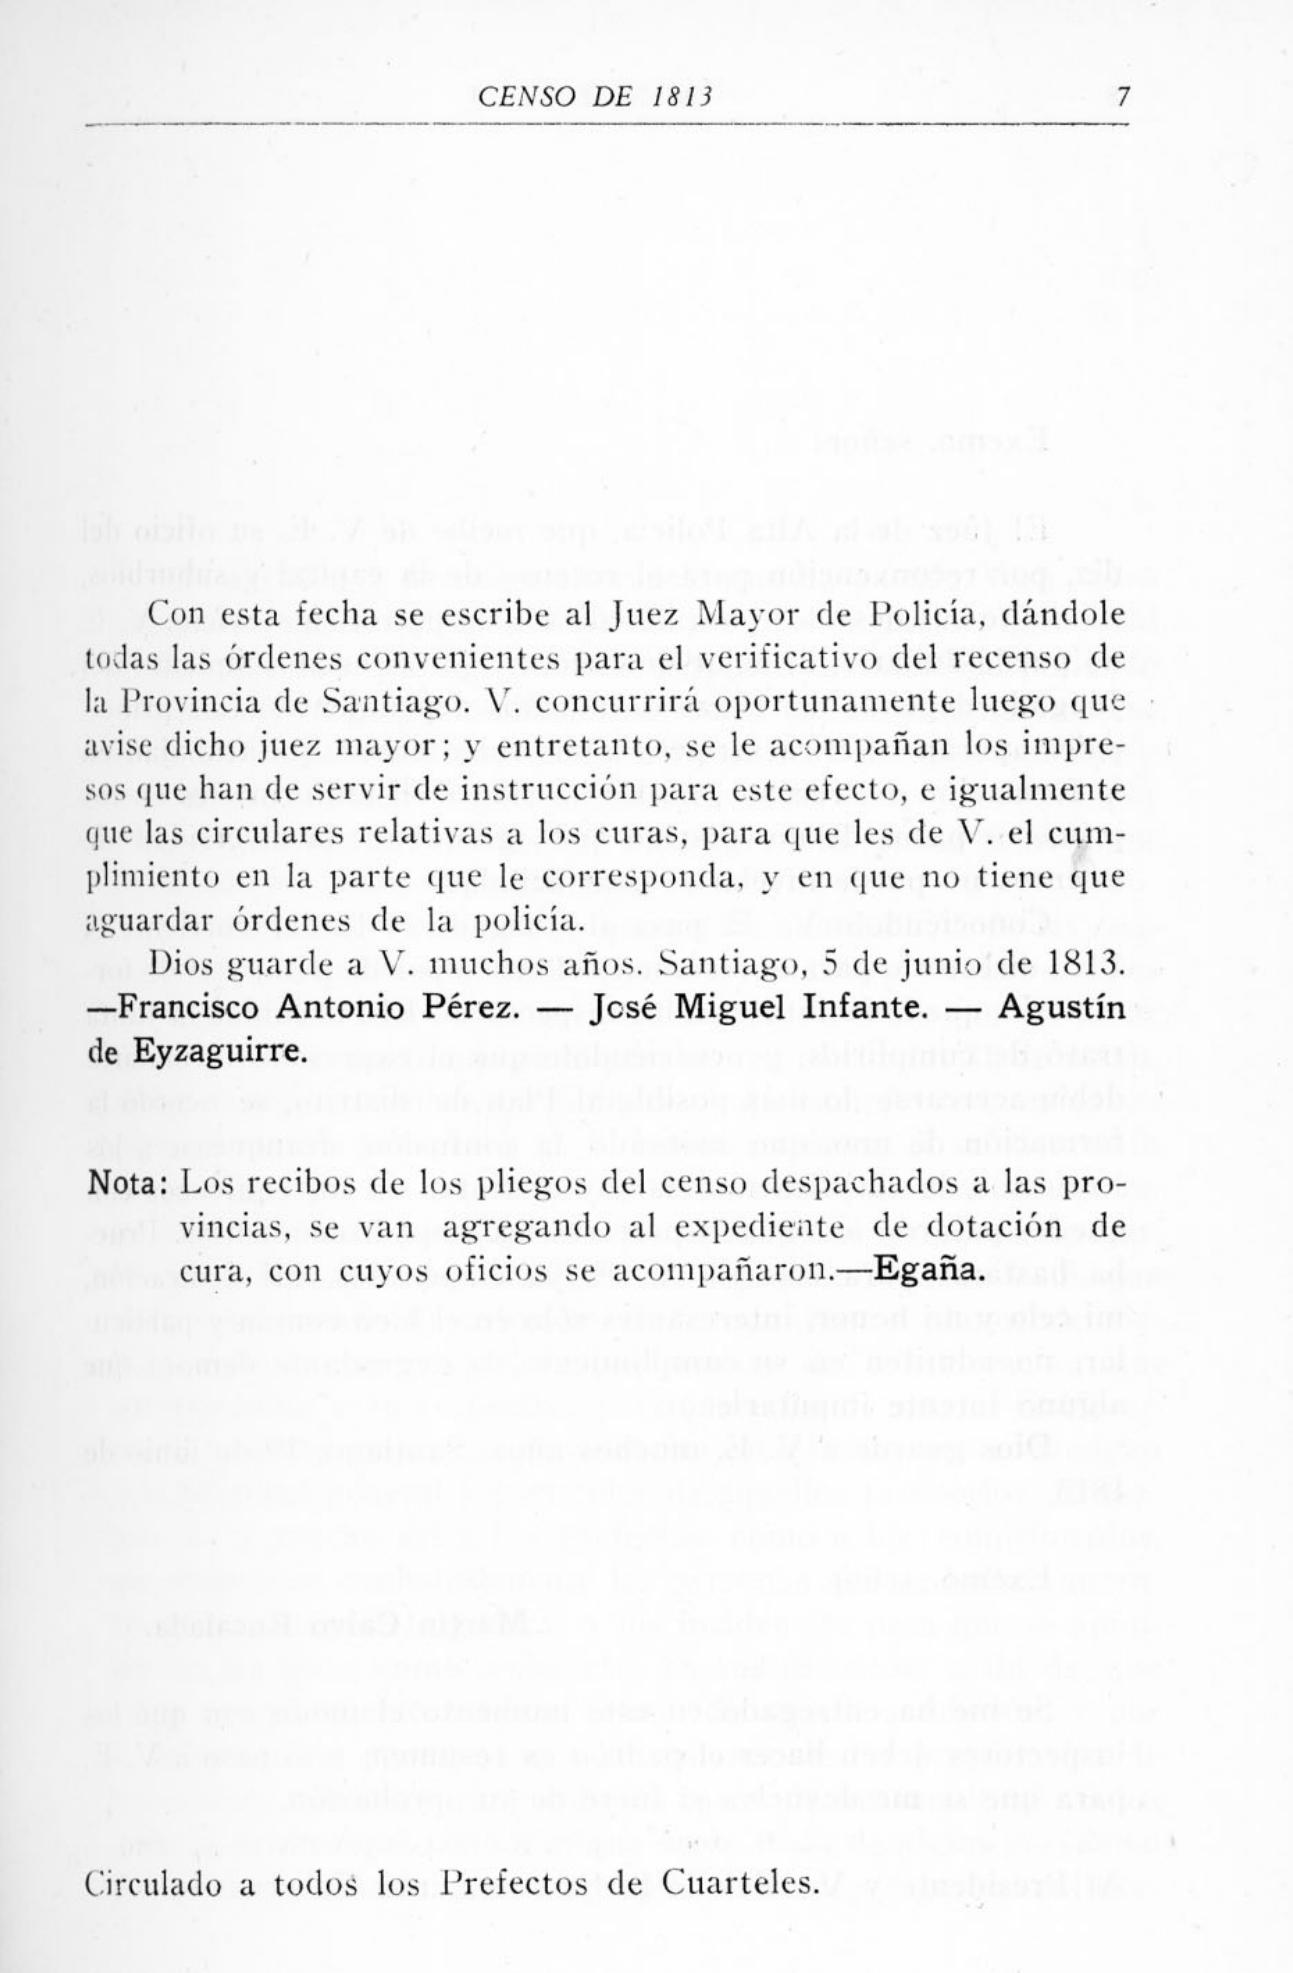 CENSO DE 1813 7
Con esta fecha se escribe al Juez Mayor de Policía, dándole
todas las órdenes convenientes para el verificativo del recenso de
la Provincia de Santiago. V. concurrirá oportunamente luego que
avise dicho juez mayor; y entretanto, se le acompañan los impre-
sos que han de servir de instrucción para este efecto, e igualmente
que las circulares relativas a los curas, para que les de V. el cum-
plimiento en la parte que le corresponda, y en que no tiene que
aguardar órdenes de la policía.
Dios guarde a V. muchos años. Santiago, 5 de junio de 1813.
—Francisco Antonio Pérez. — José Miguel Infante. — Agustín
de Eyzaguirre.
Nota: Los recibos de los pliegos del censo despachados a las pro-
vincias, se van agregando al expediente de dotación de
cura, con cuyos oficios se acompañaron.—Egaña.
Circulado a todos los Prefectos de Cuarteles.